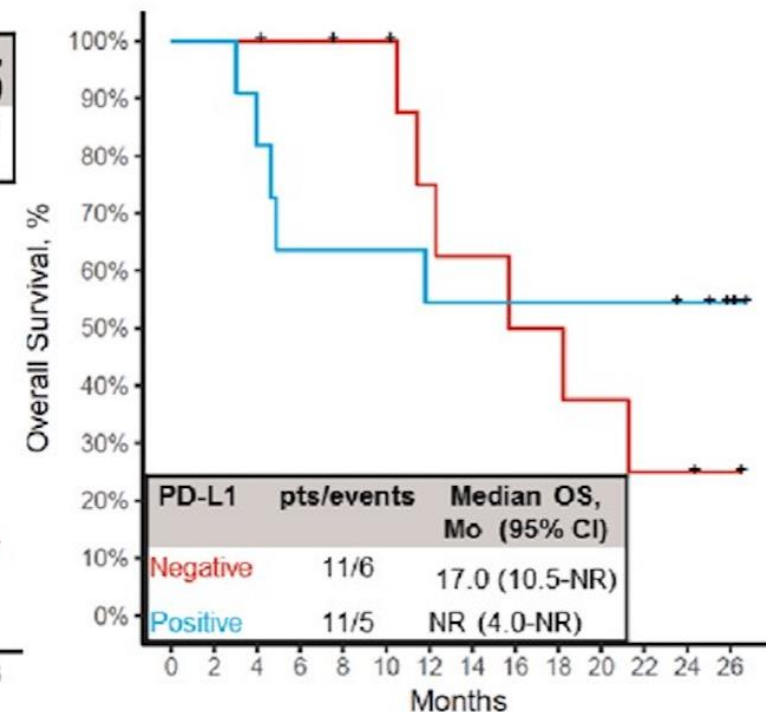 100%
90%
80%
70%
60%
50%
40%
30%
20%
10%
0%
Overall Survival, %
PD-L1 pts/events Median OS,
Mo (95% CI)
Negative 11/6 17.0 (10.5-NR)
Positive 11/5 NR (4.0-NR)
0 2 4 6 8 10 12 14 16 18 20 22 24 26
Months